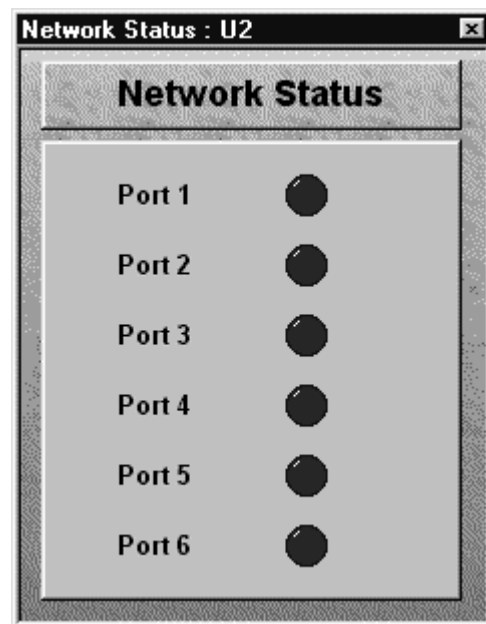 Network Status : U2
Network Status
Port 1
Port 2
Port 3
Port 4
Port 5
Port 6